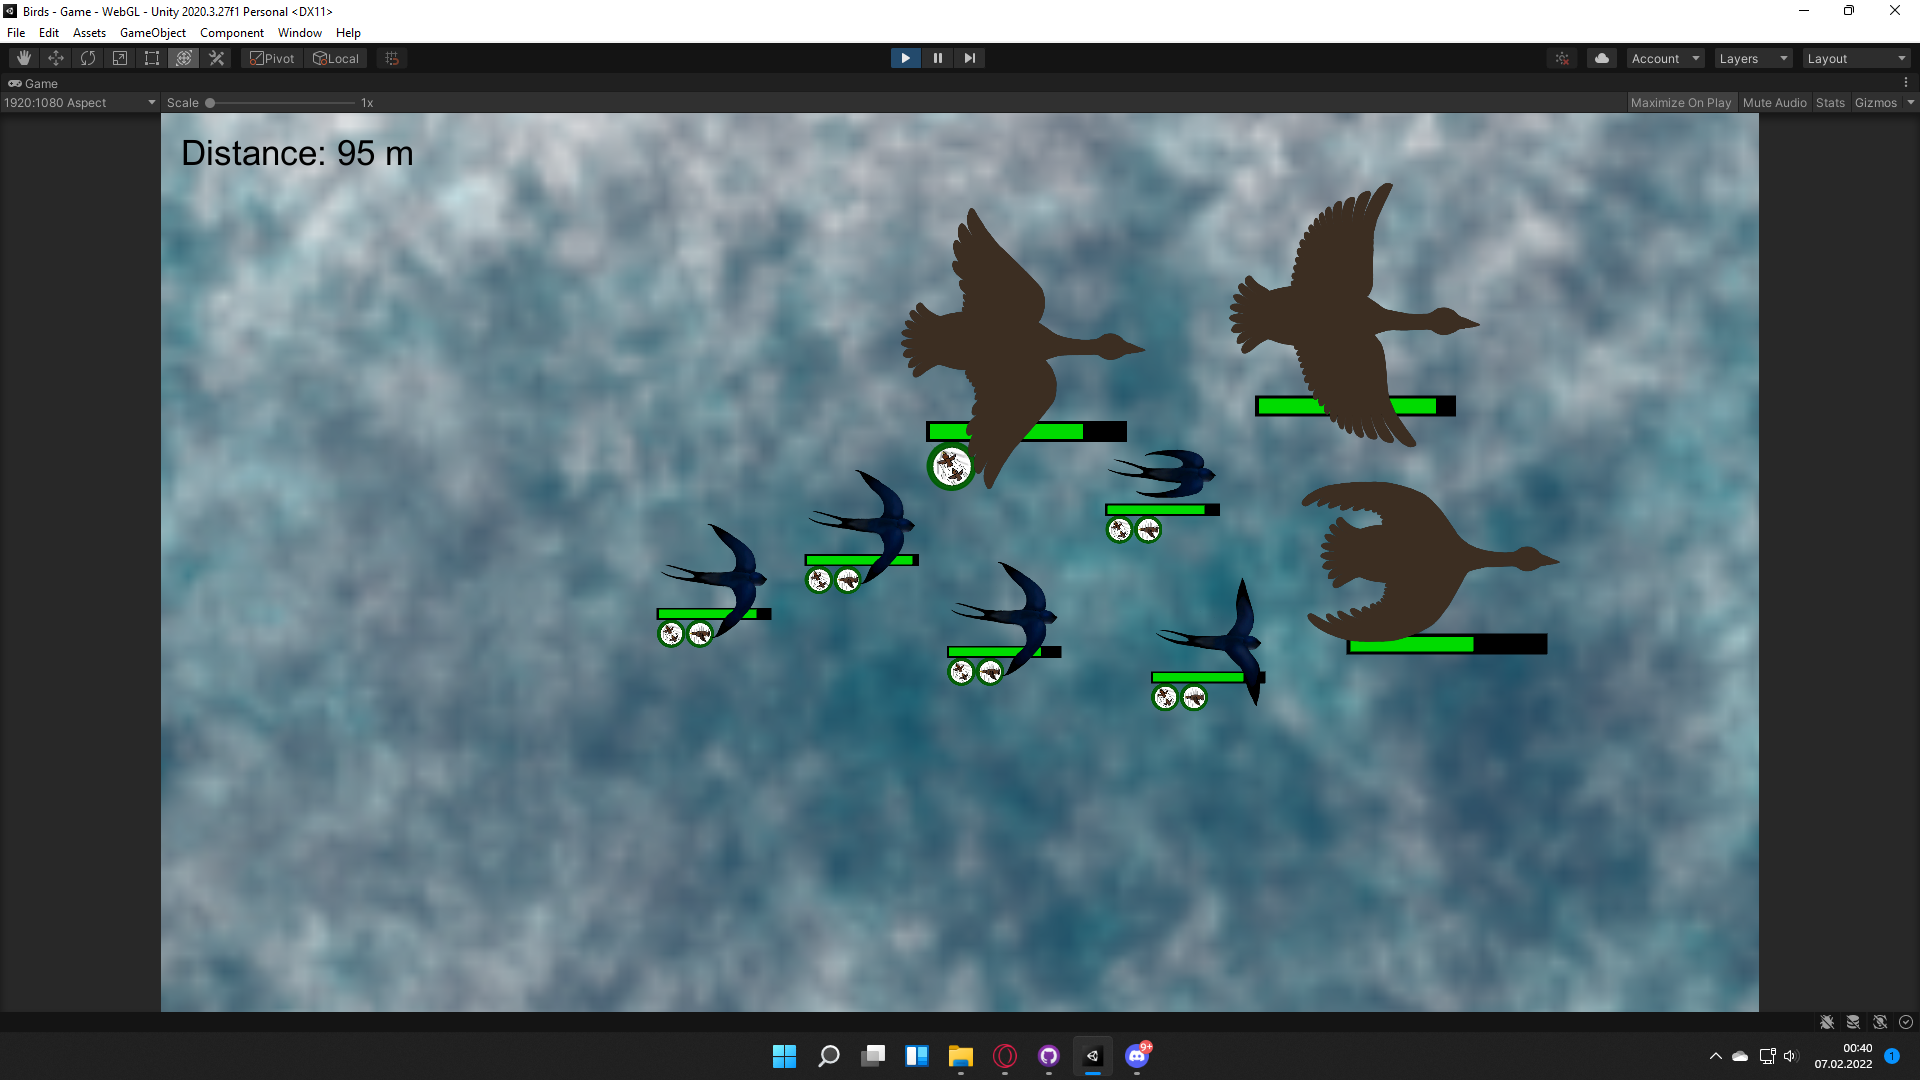 Birds - Game - WebGL - Unity 2020.3.27f1 Personal <DX11>
File Edit Assets GameObject Component Window Help
Pivot Local Account Layers Layout
Game
1920:1080 Aspect Scale 1x Maximize On Play Mute Audio Stats Gizmos
Distance: 95 m
9+
00:40
07.02.2022
1